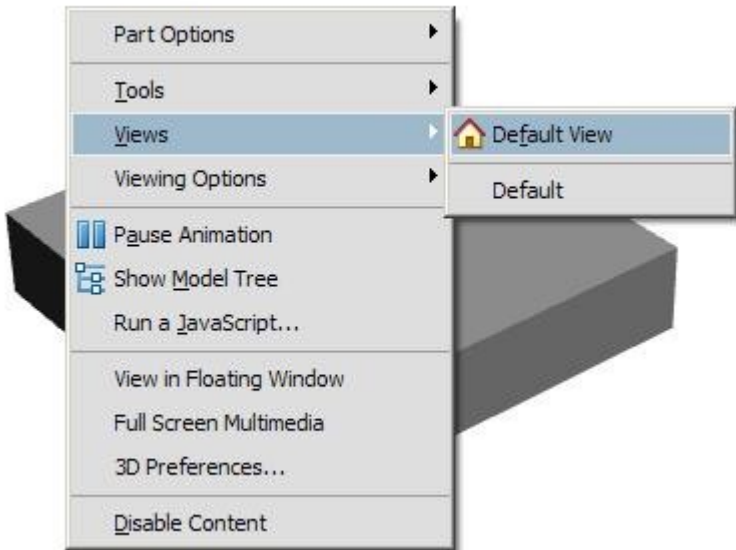 Part Options
Tools
Views
Default View
Viewing Options
Default
Pause Animation
Show Model Tree
Run a JavaScript...
View in Floating Window
Full Screen Multimedia
3D Preferences...
Disable Content